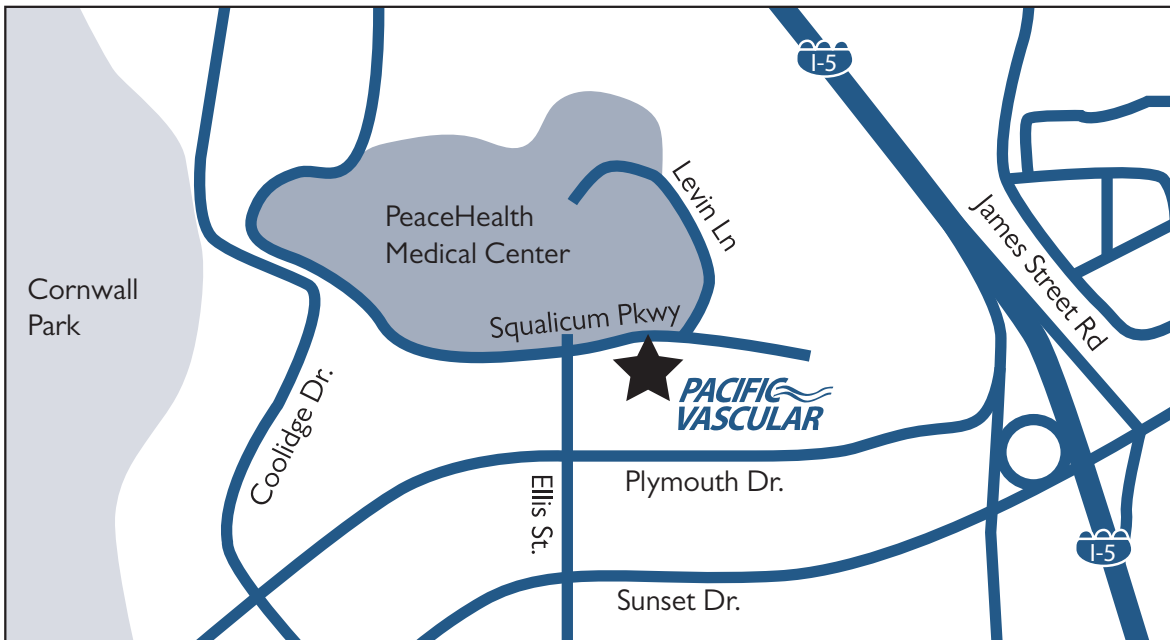 I-5
Levin Ln
PeaceHealth
Medical Center
James Street Rd
Cornwall
Park
Squalicum Pkwy
PACIFIC
VASCULAR
Coolidge Dr.
Plymouth Dr.
Ellis St.
I-5
Sunset Dr.